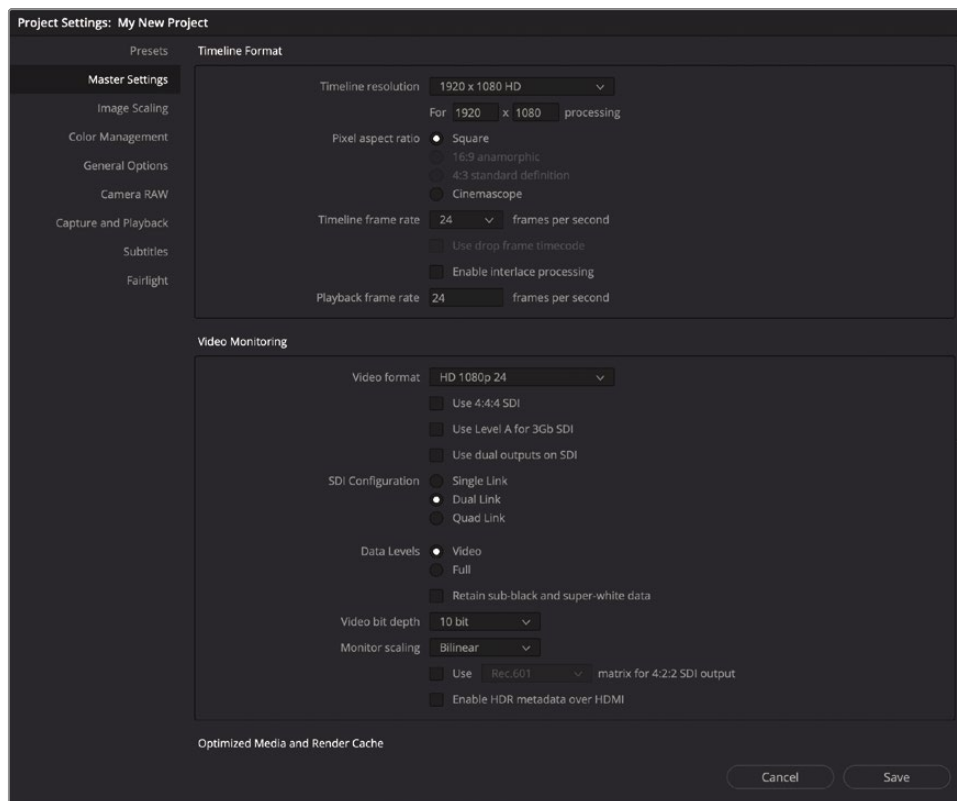 Project Settings: My New Project
Presets
Master Settings
Image Scaling
Color Management
General Options
Camera RAW
Capture and Playback
Subtitles
Fairlight
Timeline Format
Timeline resolution 1920 x 1080 HD
For 1920 x 1080 processing
Pixel aspect ratio Square
16:9 anamorphic
4:3 standard definition
Cinemascope
Timeline frame rate 24 frames per second
Use drop frame timecode
Enable interlace processing
Playback frame rate 24 frames per second
Video Monitoring
Video format HD 1080p 24
Use 4:4:4 SDI
Use Level A for 3Gb SDI
Use dual outputs on SDI
SDI Configuration Single Link
Dual Link
Quad Link
Data Levels Video
Full
Retain sub-black and super-white data
Video bit depth 10 bit
Monitor scaling Bilinear
Use Rec.601 matrix for 4:2:2 SDI output
Enable HDR metadata over HDMI
Optimized Media and Render Cache
Cancel Save